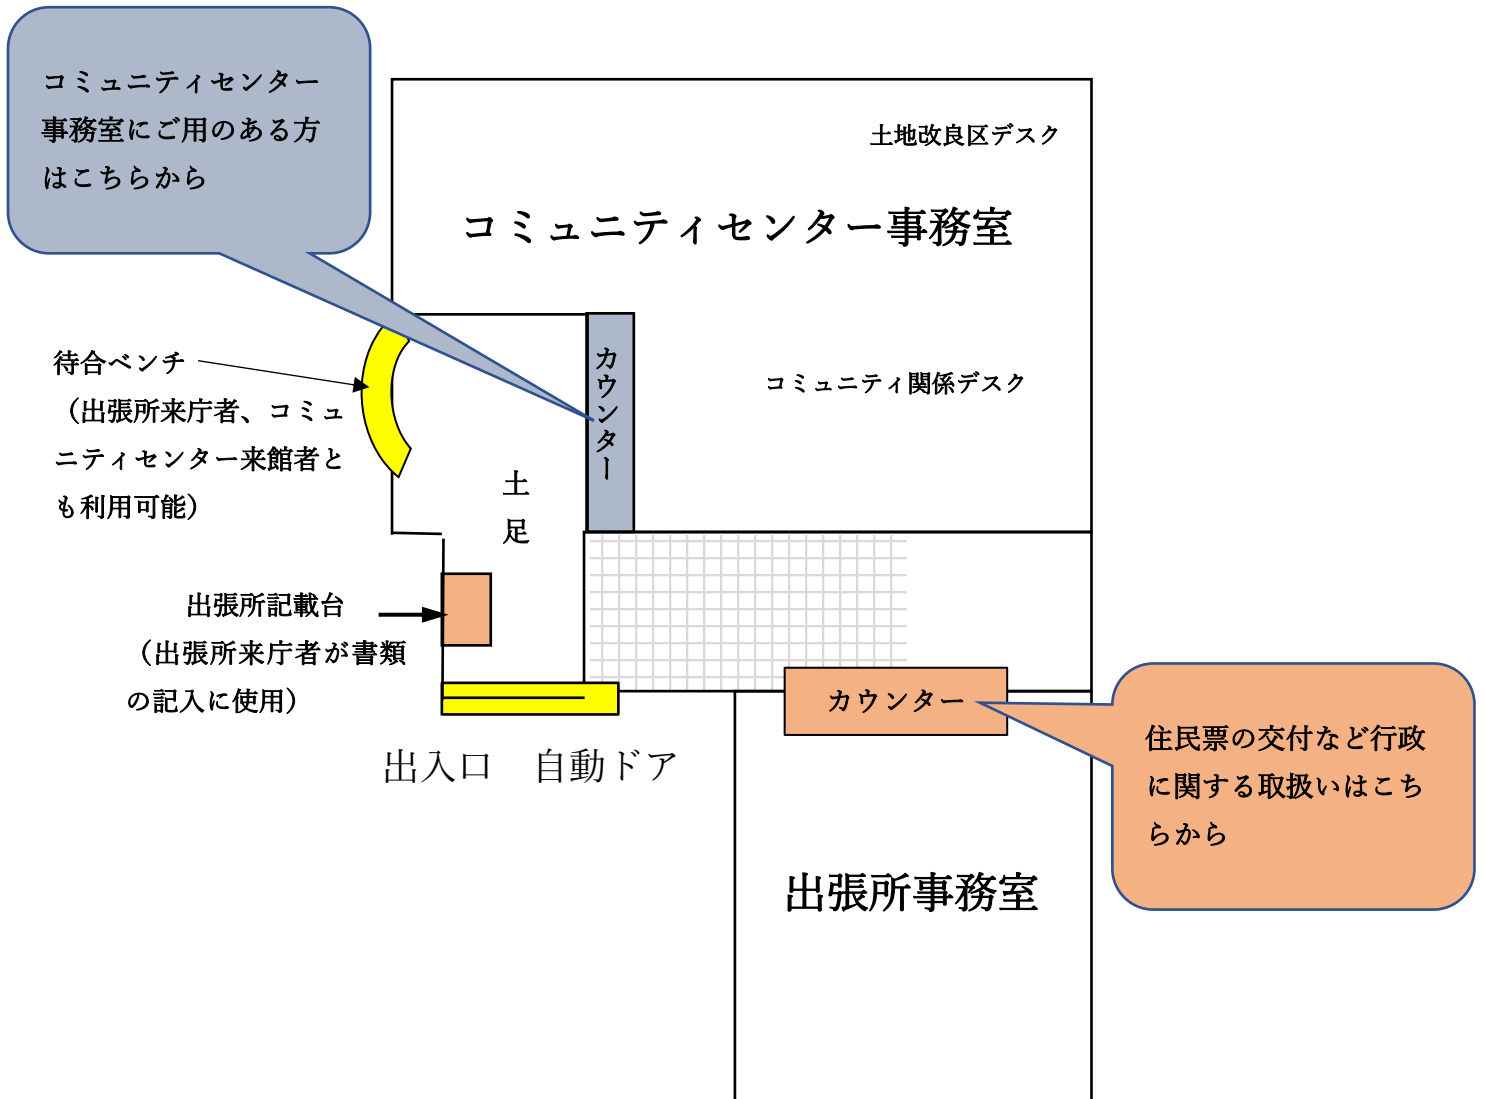 コミュニティセンター
事務室にご用のある方
はこちらから
土地改良区デスク
コミュニティセンター事務室
カウンター
コミュニティ関係デスク
待合ベンチ
（出張所来庁者、コミュ
ニティセンター来館者と
も利用可能）
土
足
出張所記載台
（出張所来庁者が書類
の記入に使用）
カウンター
出入口　自動ドア
住民票の交付など行政
に関する取扱いはこち
らから
出張所事務室